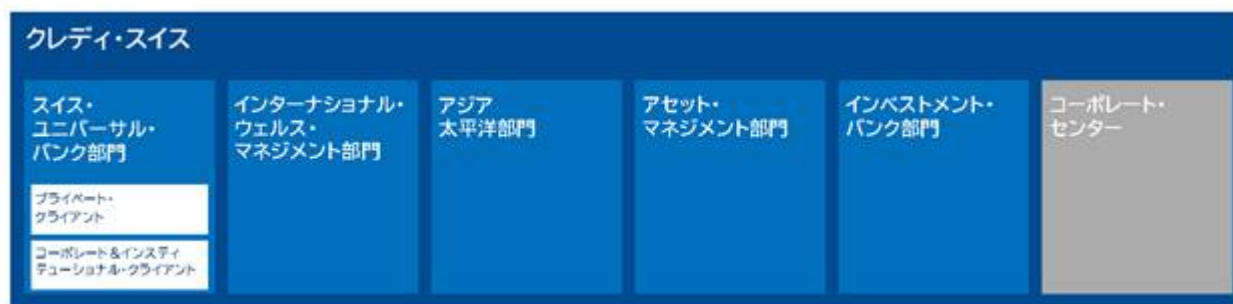 クレディ・スイス
スイス・
ユニバーサル・
バンク部門
プライベート・
クライアント
コーポレート&インスティ
テューショナル・クライアント
インターナショナル・
ウェルス・
マネジメント部門
アジア
太平洋部門
アセット・
マネジメント部門
インベストメント・
バンク部門
コーポレート・
センター